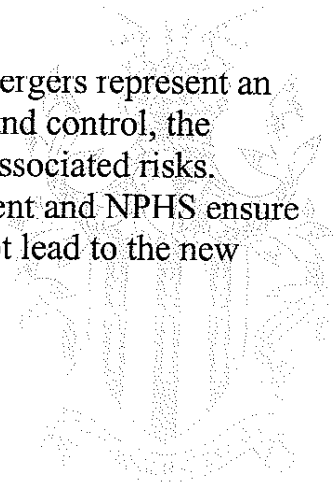 ergers represent an
nd control, the
ssociated risks.
ent and NPHS ensure
t lead to the new